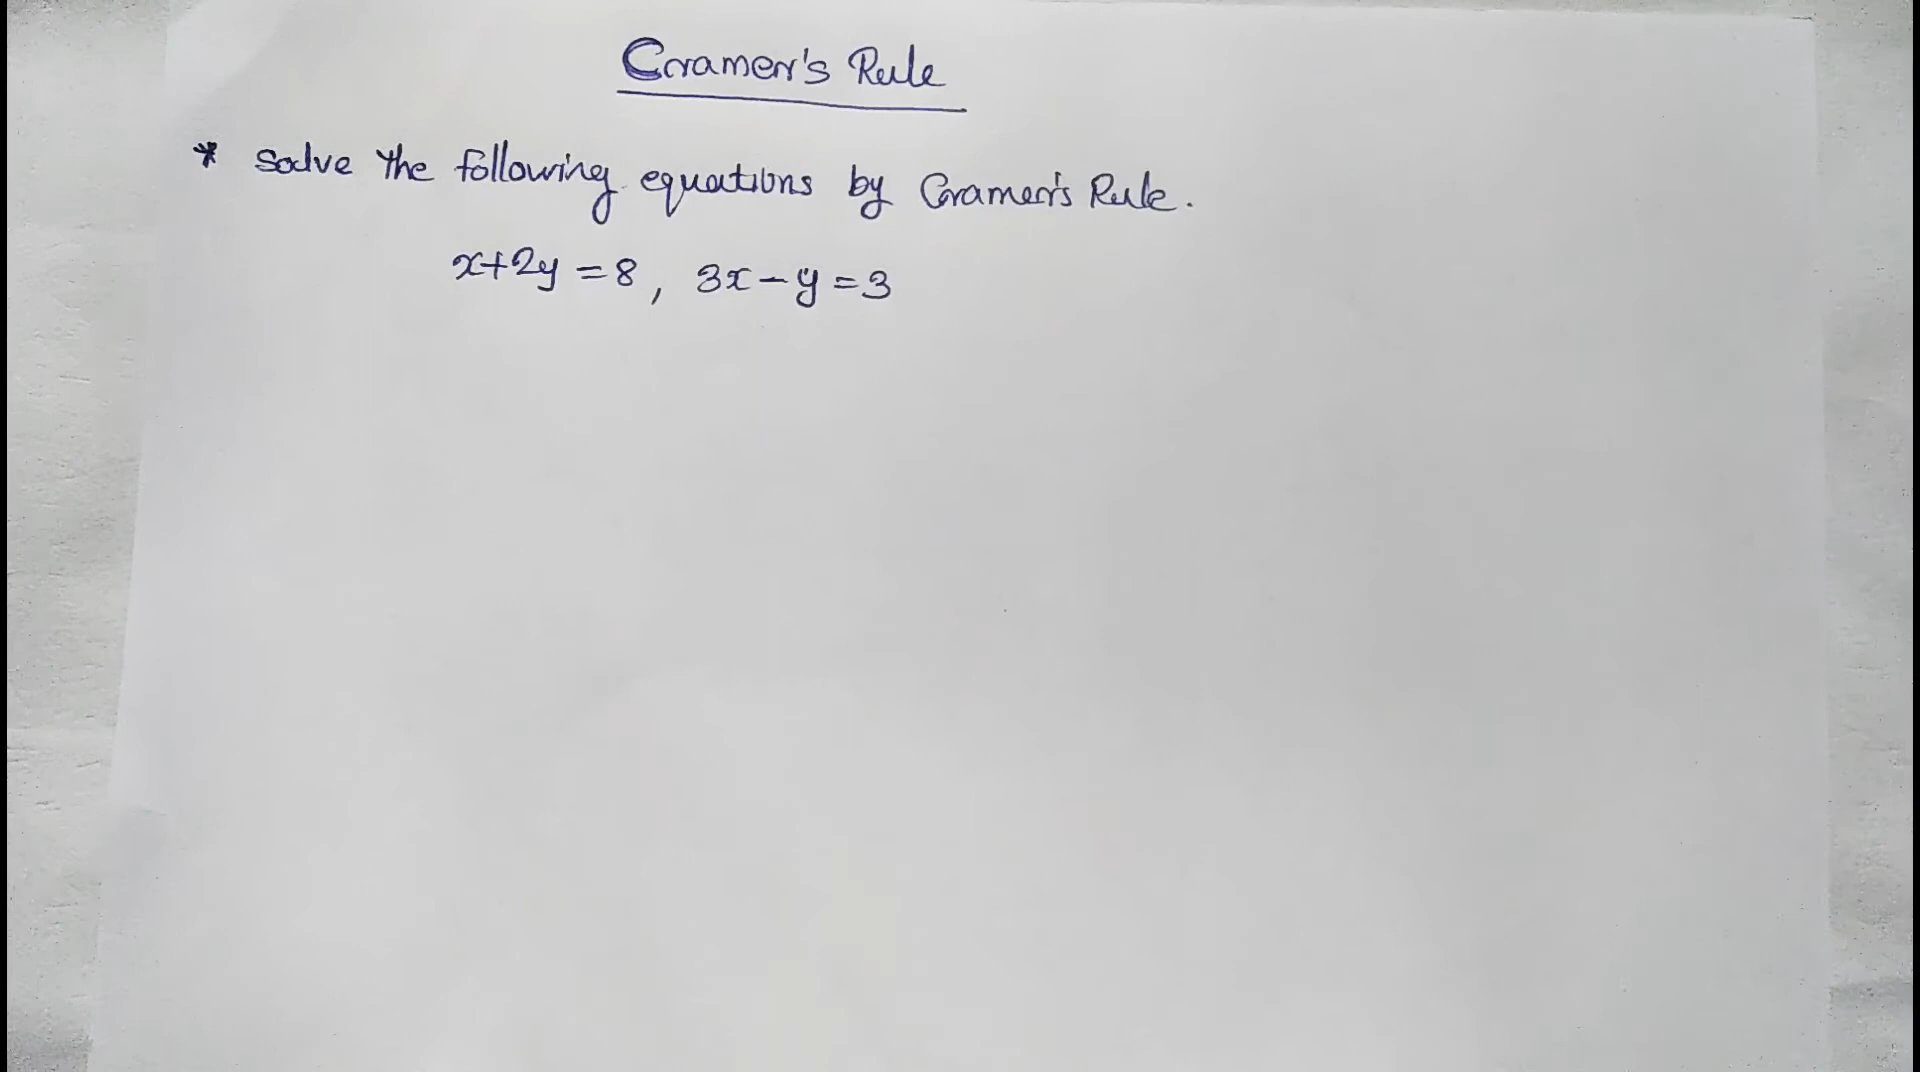 Cramer's Rule
* Solve the following equations by Cramer's Rule.
x+2y=8, 3x-y=3